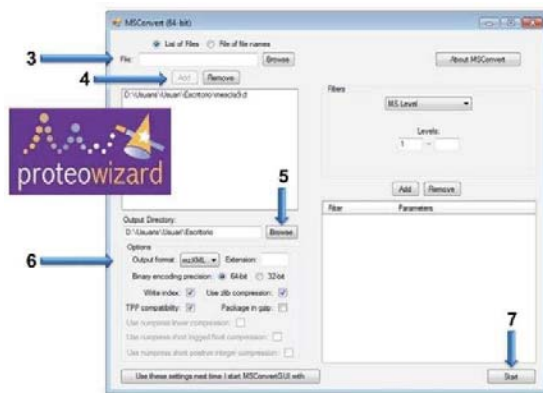 MSConvert (64-bit)
List of Files File of file names
3
File: Browse
About MSConvert
4
Add Remove
Filters
D:\Usuario\Usuari\Escritorio\mescla9.d
MS Level
Levels:
1 -
proteowizard
5
Add Remove
Filter Parameters
Output Directory:
D:\Usuario\Usuari\Escritorio Browse
Options
6
Output format: mzXML Extension:
Binary encoding precision: 64-bit 32-bit
Write index: Use zlib compression:
7
TPP compatibility: Package in gzip:
Use numpress linear compression:
Use numpress short logged float compression:
Use numpress short positive integer compression:
Use these settings next time I start MSConvertGUI with
Start